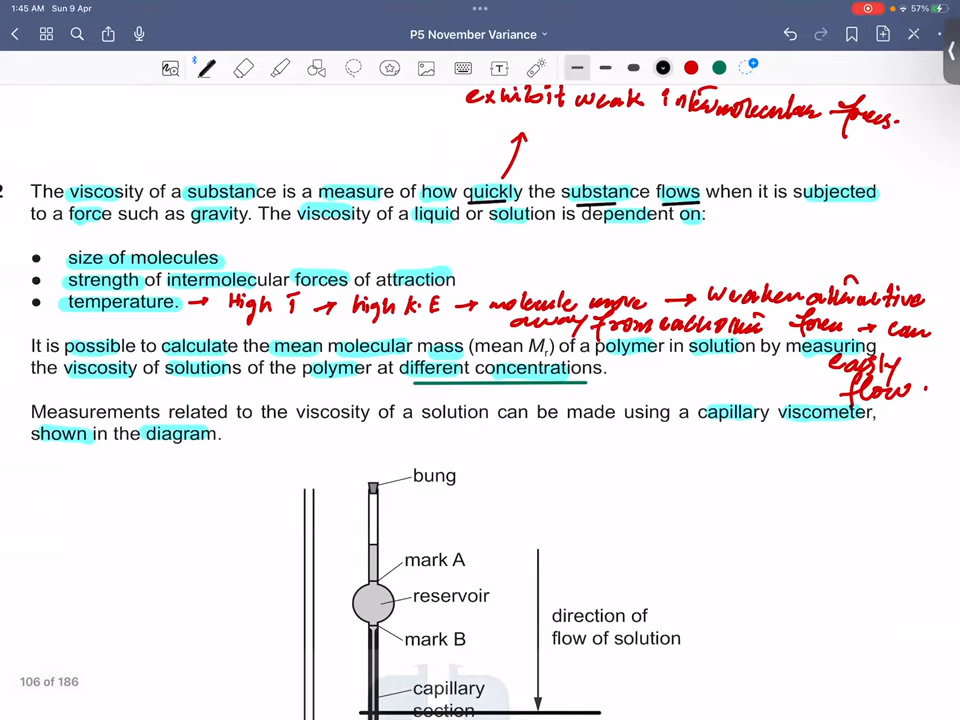 1:45 AM Sun 9 Apr
57%
P5 November Variance
exhibit weak intermolecular forces.
2 The viscosity of a substance is a measure of how quickly the substance flows when it is subjected
to a force such as gravity. The viscosity of a liquid or solution is dependent on:
• size of molecules
• strength of intermolecular forces of attraction
• temperature. → High T → high K.E → molecule move → weaken attractive
away from each other force → can
easily
flow.
It is possible to calculate the mean molecular mass (mean Mr) of a polymer in solution by measuring
the viscosity of solutions of the polymer at different concentrations.
Measurements related to the viscosity of a solution can be made using a capillary viscometer,
shown in the diagram.
bung
mark A
reservoir
direction of
flow of solution
mark B
capillary
section
106 of 186